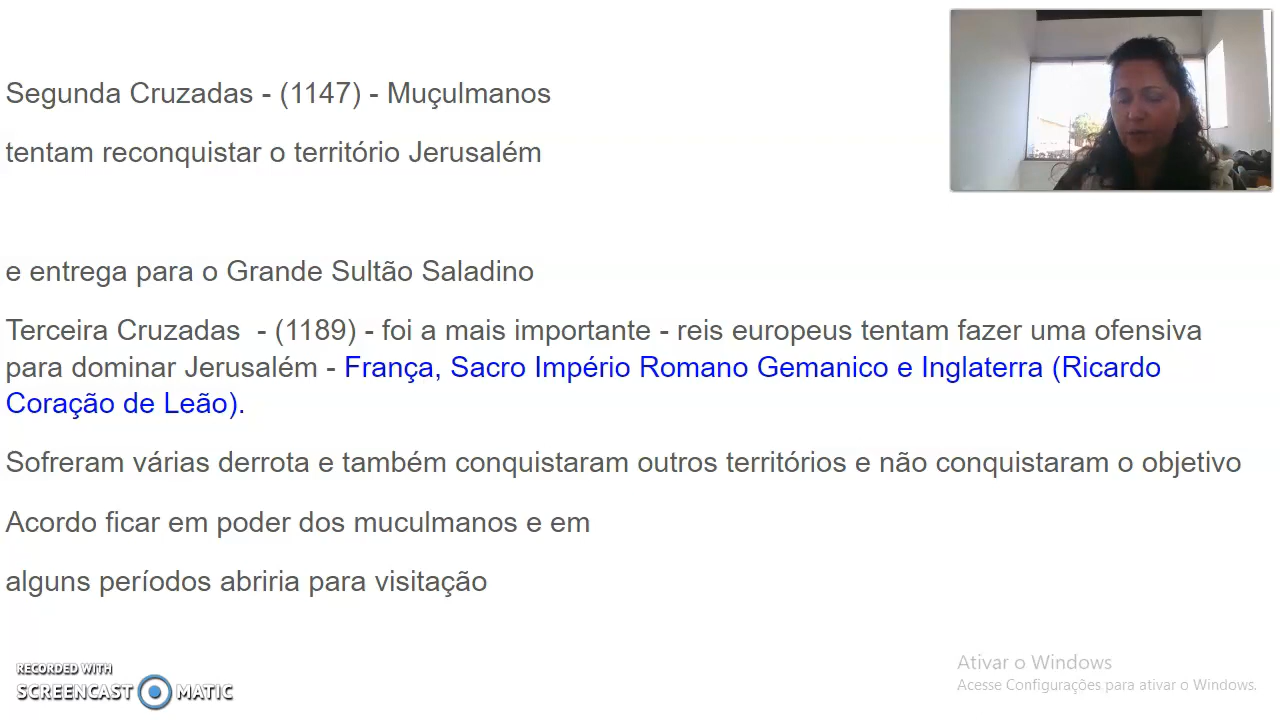 Segunda Cruzadas - (1147) - Muçulmanos
tentam reconquistar o território Jerusalém
e entrega para o Grande Sultão Saladino
Terceira Cruzadas - (1189) - foi a mais importante - reis europeus tentam fazer uma ofensiva
para dominar Jerusalém - França, Sacro Império Romano Gemanico e Inglaterra (Ricardo
Coração de Leão).
Sofreram várias derrota e também conquistaram outros territórios e não conquistaram o objetivo
Acordo ficar em poder dos muculmanos e em
alguns períodos abriria para visitação
RECORDED WITH
SCREENCAST MATIC
Ativar o Windows
Acesse Configurações para ativar o Windows.